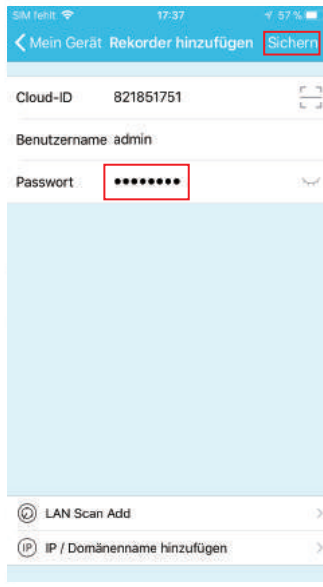 SIM fehlt 17:37 57 %
Mein Gerät Rekorder hinzufügen Sichern
Cloud-ID 821851751
Benutzername admin
Passwort ••••••••
LAN Scan Add
IP IP / Domänenname hinzufügen